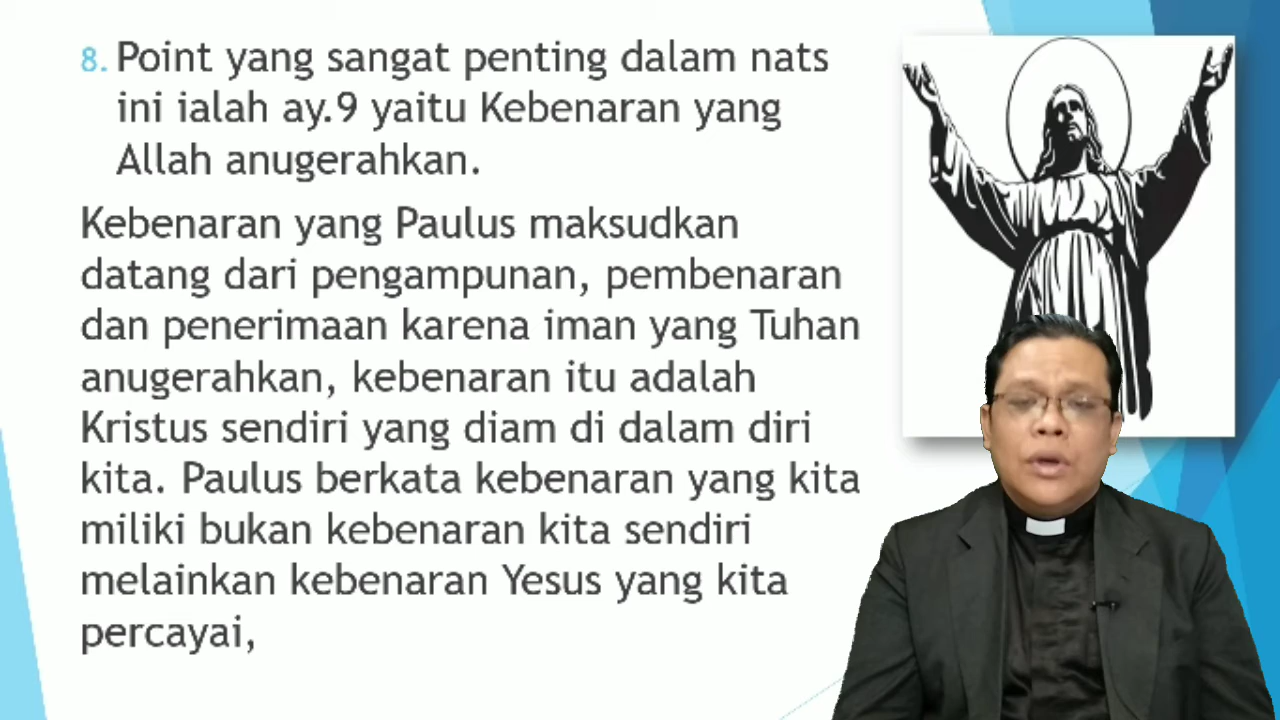 8. Point yang sangat penting dalam nats
ini ialah ay.9 yaitu Kebenaran yang
Allah anugerahkan.
Kebenaran yang Paulus maksudkan
datang dari pengampunan, pembenaran
dan penerimaan karena iman yang Tuhan
anugerahkan, kebenaran itu adalah
Kristus sendiri yang diam di dalam diri
kita. Paulus berkata kebenaran yang kita
miliki bukan kebenaran kita sendiri
melainkan kebenaran Yesus yang kita
percayai,